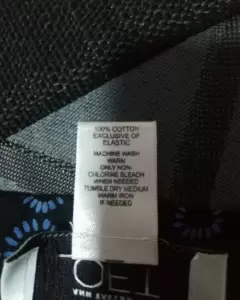 100% COTTON
EXCLUSIVE OF
ELASTIC
MACHINE WASH
WARM
ONLY NON-
CHLORINE BLEACH
WHEN NEEDED
TUMBLE DRY MEDIUM
WARM IRON
IF NEEDED